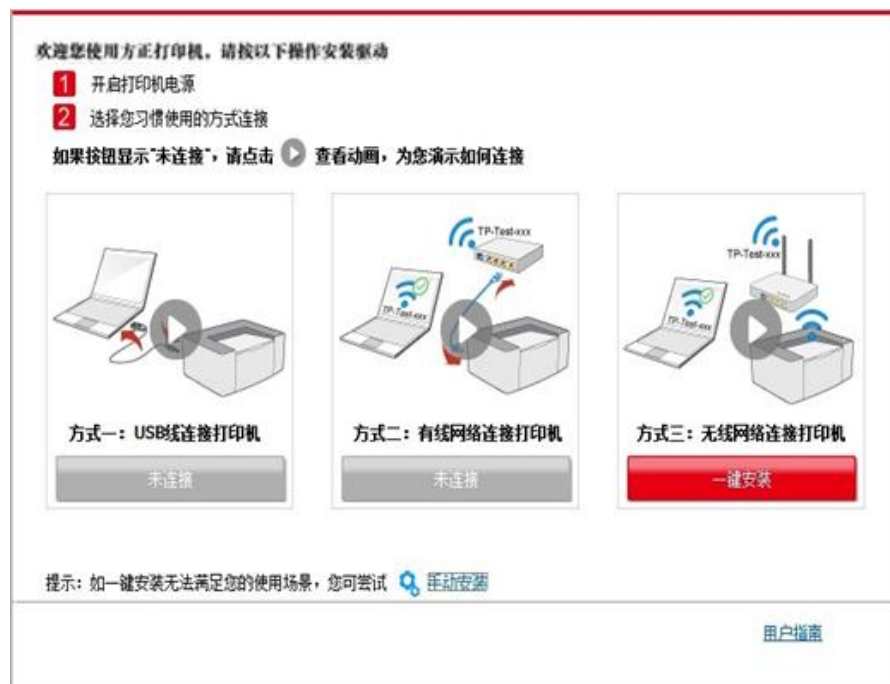 欢迎您使用方正打印机，请按以下操作安装驱动
1 开启打印机电源
2 选择您习惯使用的方式连接
如果按钮显示"未连接"，请点击 查看动画，为您演示如何连接
TP-Test-xxx
TP-Test-xxx
TP-Test-xxx
TP-Test-xxx
方式一：USB线连接打印机
方式二：有线网络连接打印机
方式三：无线网络连接打印机
未连接
未连接
一键安装
提示：如一键安装无法满足您的使用场景，您可尝试 手动安装
用户指南